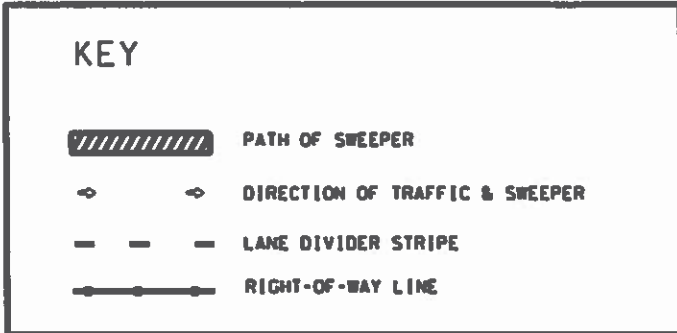 KEY
PATH OF SWEEPER
DIRECTION OF TRAFFIC & SWEEPER
LANE DIVIDER STRIPE
RIGHT-OF-WAY LINE